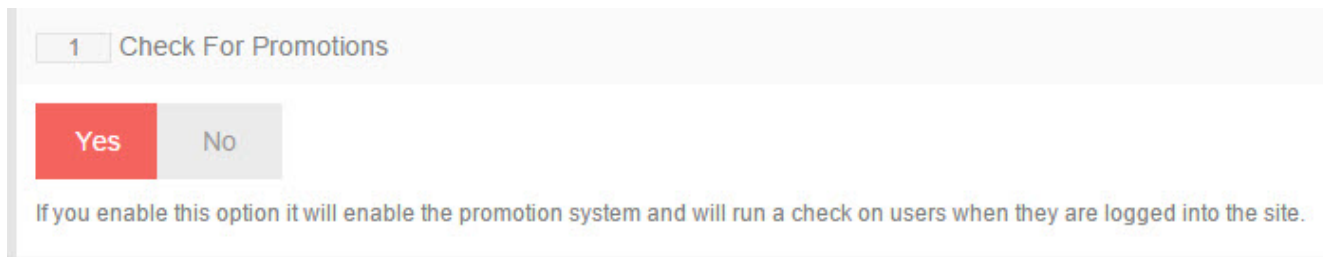 1 Check For Promotions
Yes No
If you enable this option it will enable the promotion system and will run a check on users when they are logged into the site.